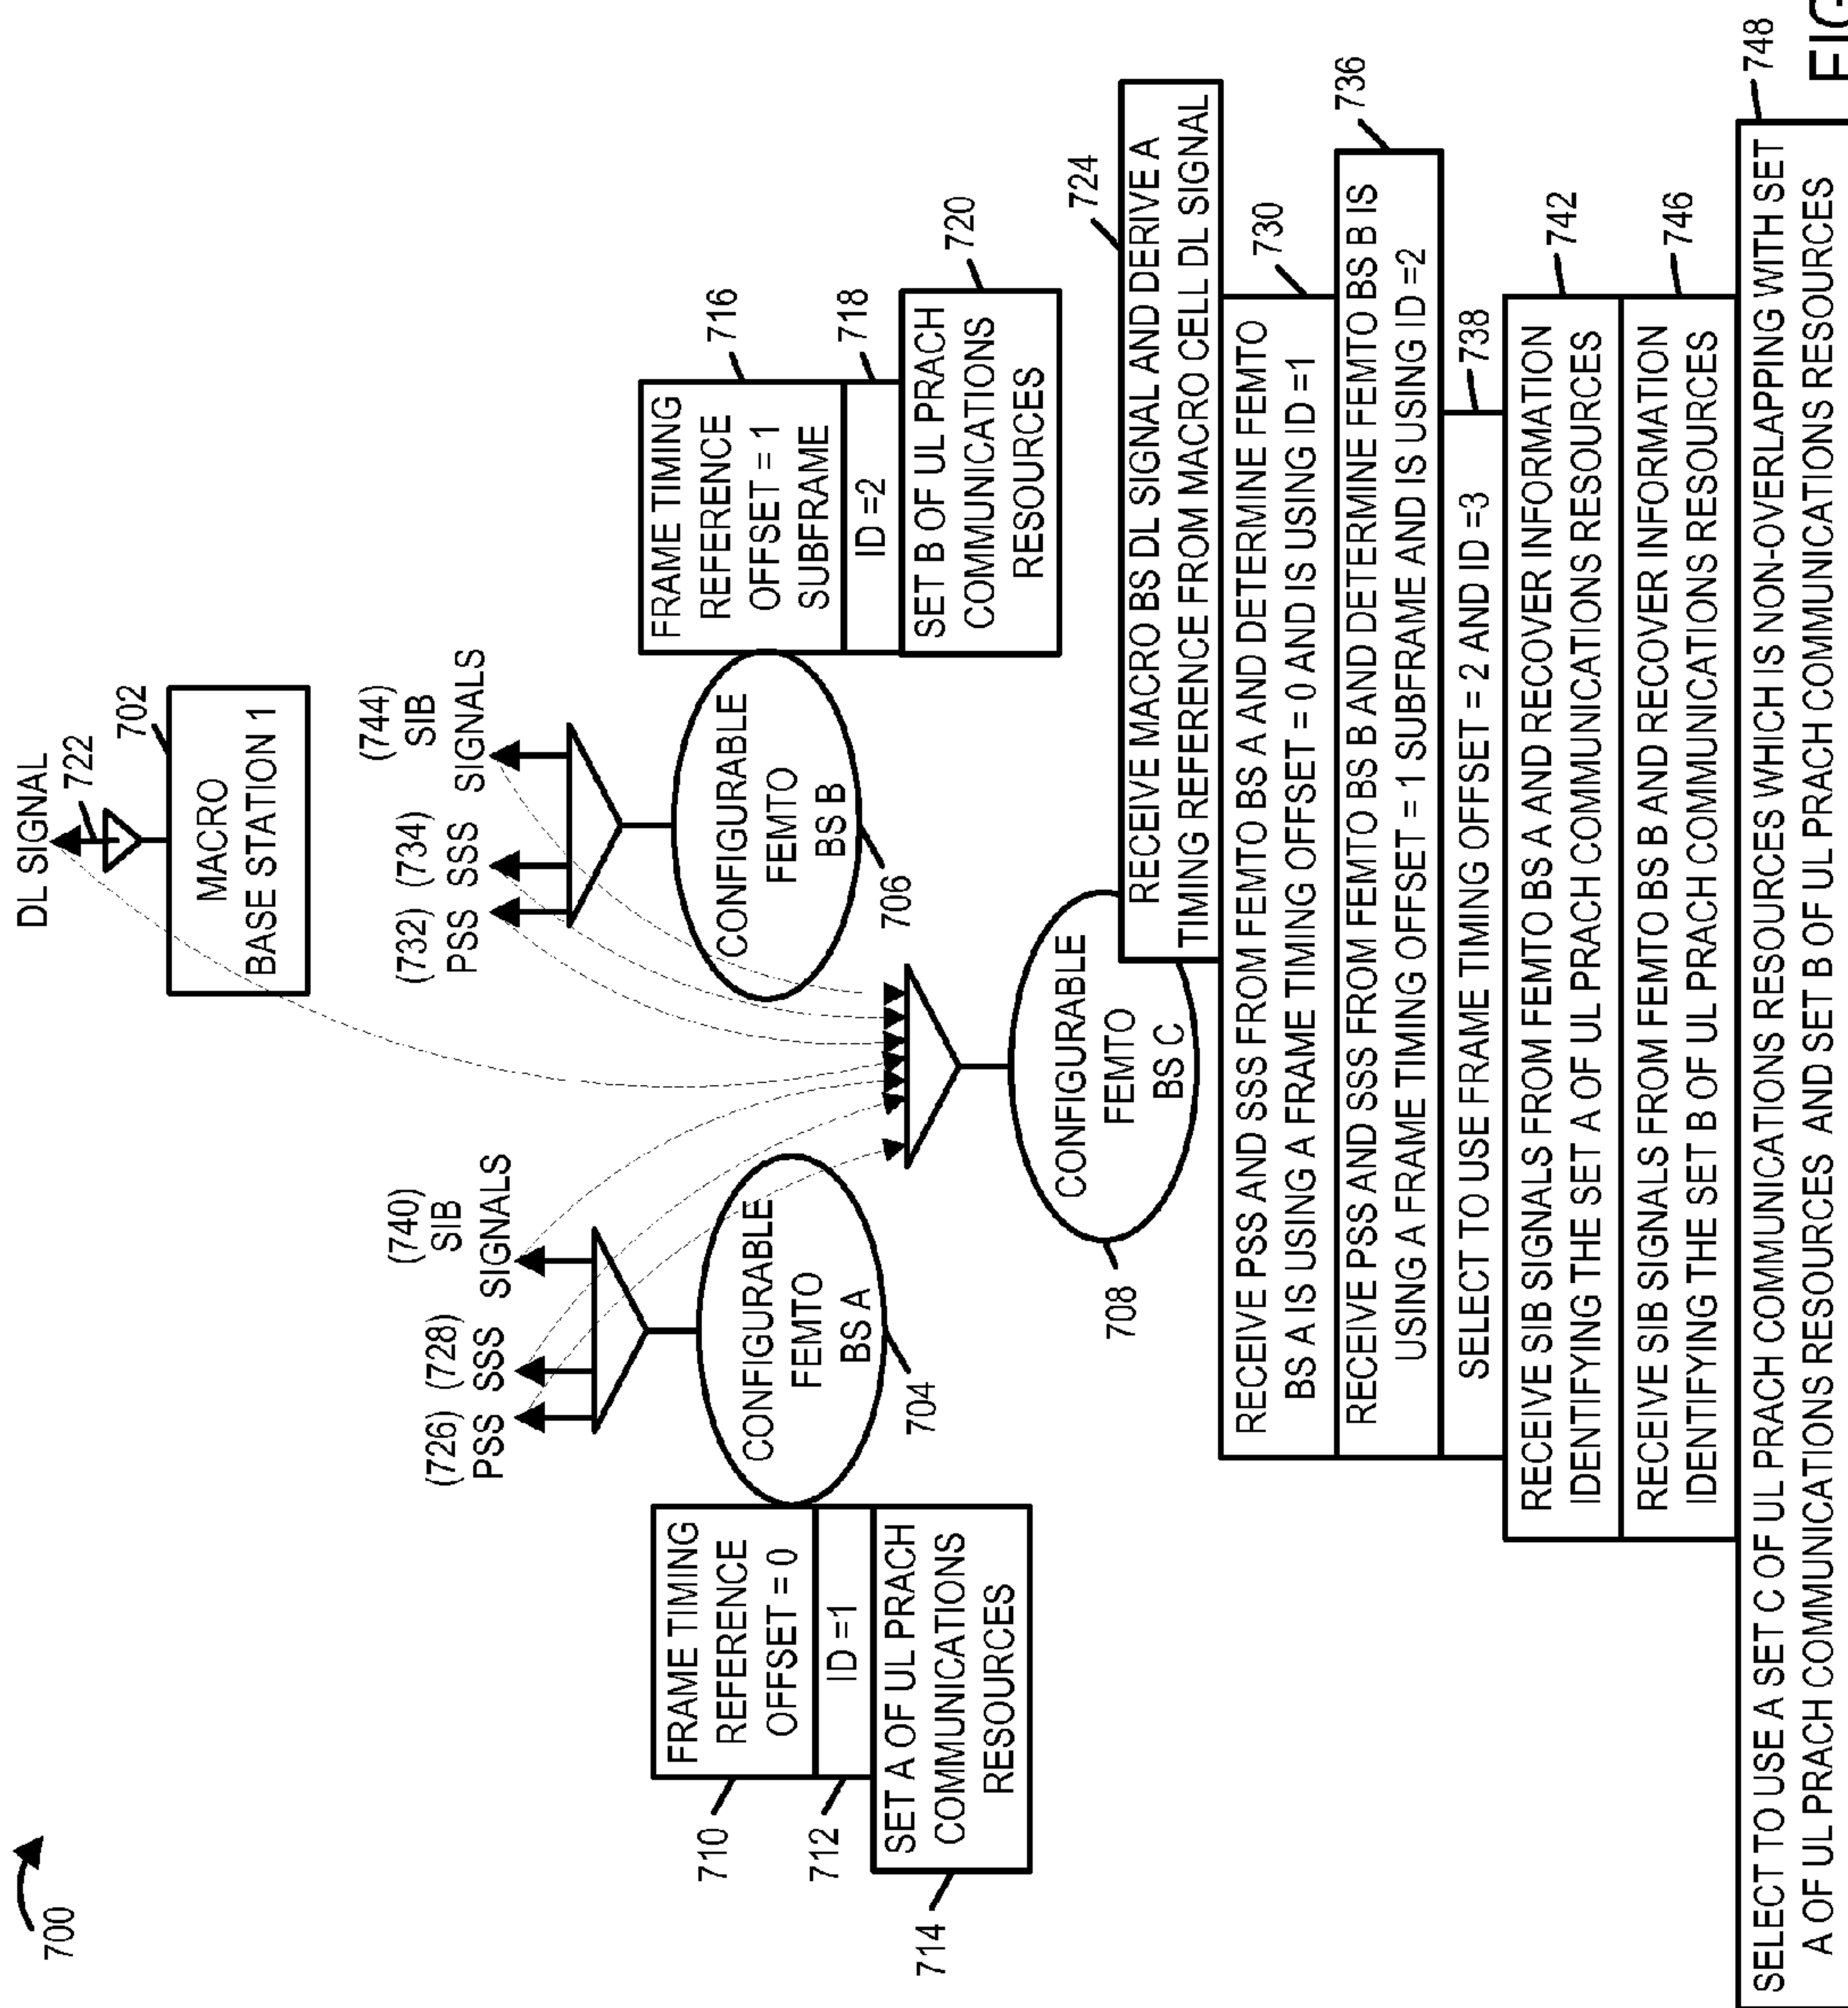 700
DL SIGNAL
722
702
MACRO
BASE STATION 1
(726) (728)
PSS SSS
(740)
SIB
SIGNALS
(732) (734)
PSS SSS
(744)
SIB
SIGNALS
710
FRAME TIMING
REFERENCE
OFFSET = 0
712
ID =1
714
SET A OF UL PRACH
COMMUNICATIONS
RESOURCES
CONFIGURABLE
FEMTO
BS A
704
CONFIGURABLE
FEMTO
BS B
706
FRAME TIMING
REFERENCE
OFFSET = 1
SUBFRAME
716
ID =2
718
SET B OF UL PRACH
COMMUNICATIONS
RESOURCES
720
CONFIGURABLE
FEMTO
BS C
708
724
RECEIVE MACRO BS DL SIGNAL AND DERIVE A
TIMING REFERENCE FROM MACRO CELL DL SIGNAL
730
RECEIVE PSS AND SSS FROM FEMTO BS A AND DETERMINE FEMTO
BS A IS USING A FRAME TIMING OFFSET = 0 AND IS USING ID =1
736
RECEIVE PSS AND SSS FROM FEMTO BS B AND DETERMINE FEMTO BS B IS
USING A FRAME TIMING OFFSET = 1 SUBFRAME AND IS USING ID =2
738
SELECT TO USE FRAME TIMING OFFSET = 2 AND ID =3
742
RECEIVE SIB SIGNALS FROM FEMTO BS A AND RECOVER INFORMATION
IDENTIFYING THE SET A OF UL PRACH COMMUNICATIONS RESOURCES
746
RECEIVE SIB SIGNALS FROM FEMTO BS B AND RECOVER INFORMATION
IDENTIFYING THE SET B OF UL PRACH COMMUNICATIONS RESOURCES
748
SELECT TO USE A SET C OF UL PRACH COMMUNICATIONS RESOURCES WHICH IS NON-OVERLAPPING WITH SET
A OF UL PRACH COMMUNICATIONS RESOURCES AND SET B OF UL PRACH COMMUNICATIONS RESOURCES